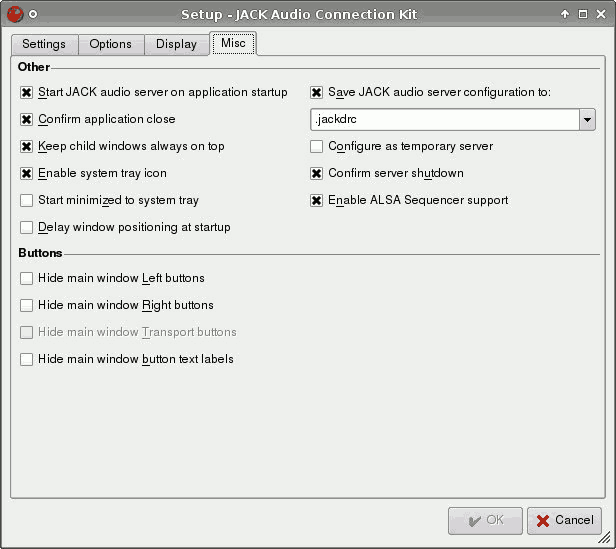 Setup - JACK Audio Connection Kit
Settings
Options
Display
Misc
Other
Start JACK audio server on application startup
Save JACK audio server configuration to:
Confirm application close
.jackdrc
Keep child windows always on top
Configure as temporary server
Enable system tray icon
Confirm server shutdown
Start minimized to system tray
Enable ALSA Sequencer support
Delay window positioning at startup
Buttons
Hide main window Left buttons
Hide main window Right buttons
Hide main window Transport buttons
Hide main window button text labels
OK
Cancel